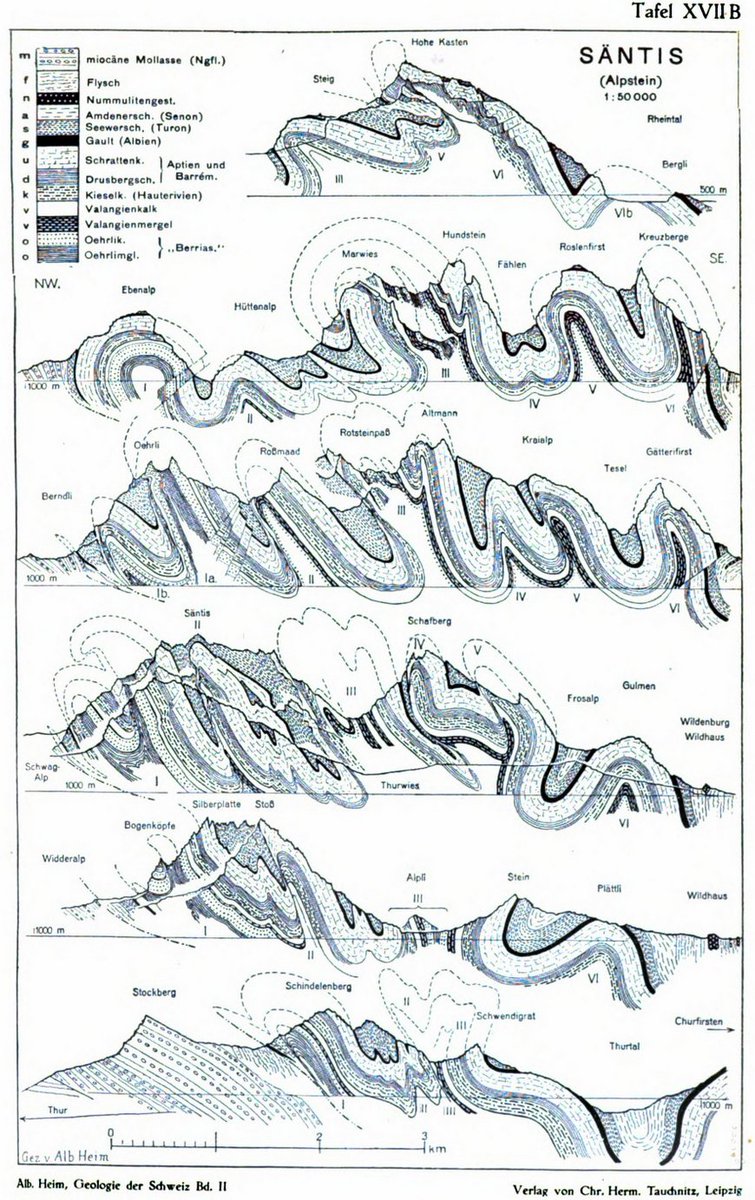 Tafel XVII B
SÄNTIS
(Alpstein)
1:50 000
m miocäne Mollasse (Ngfl.)
f Flysch
n Nummulitengest.
a Amdenersch. (Senon)
s Seewersch. (Turon)
g Gault (Albien)
u Schrattenk. } Aptien und
d Drusbergsch. } Barrém.
k Kieselk. (Hauterivien)
v Valangienkalk
v Valangienmergel
o Oehrlik. } „Berrias."
o Oehrlimgl.
Hohe Kasten
Steig
Rheintal
Bergli
500 m
III V VI VIb
NW. SE.
Ebenalp Hüttenalp Marwies Hundstein Fählen Roslenfirst Kreuzberge
1000 m
I II III IV V VI
Berndli Oehrli Roßmaad Rotsteinpaß Altmann Kraialp Tesel Gätterifirst
1000 m
Ib. Ia. II III IV V VI
Säntis
II
Schafberg
IV V
Frosalp Gulmen
Wildenburg
Wildhaus
III
Schwag-
Alp
1000 m
I Thurwies VI
Widderalp Bogenköpfe Silberplatte Stoß Alpli Stein Plättli Wildhaus
III
1000 m
I II VI
Stockberg Schindelenberg Schwendigrat Thurtal Churfirsten
II III
1000 m
I II III
Thur
0 1 2 3 km
Gez v. Alb Heim
Alb. Heim, Geologie der Schweiz Bd. II
Verlag von Chr. Herm. Tauchnitz, Leipzig